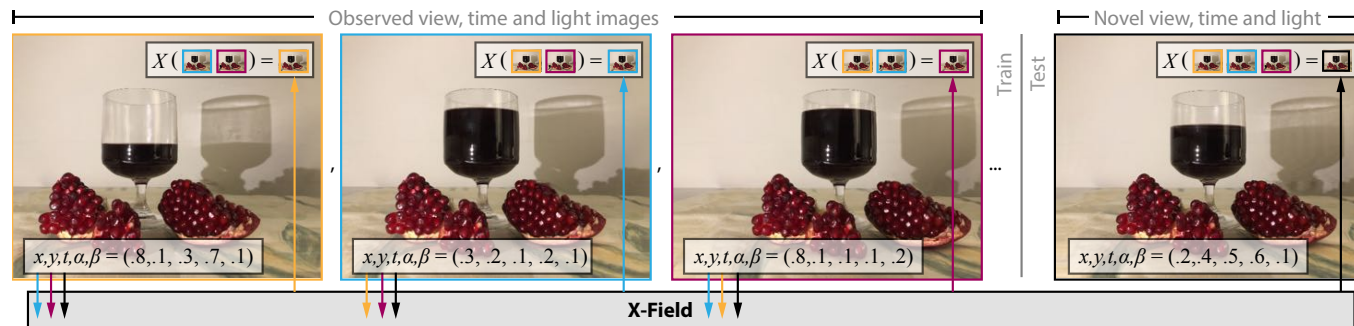 Observed view, time and light images
Novel view, time and light
X ( ) =
X ( ) =
X ( ) =
X ( ) =
Train
Test
, , ...
x,y,t,α,β = (.8,.1, .3, .7, .1)
x,y,t,α,β = (.3, .2, .1, .2, .1)
x,y,t,α,β = (.8,.1, .1, .1, .2)
x,y,t,α,β = (.2,.4, .5, .6, .1)
X-Field